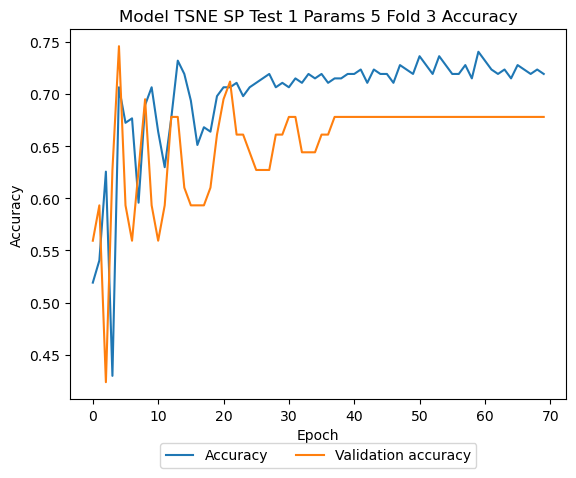 Model TSNE SP Test 1 Params 5 Fold 3 Accuracy
0.75
0.70
0.65
0.60
0.55
0.50
0.45
Accuracy
0 10 20 30 40 50 60 70
Epoch
Accuracy Validation accuracy